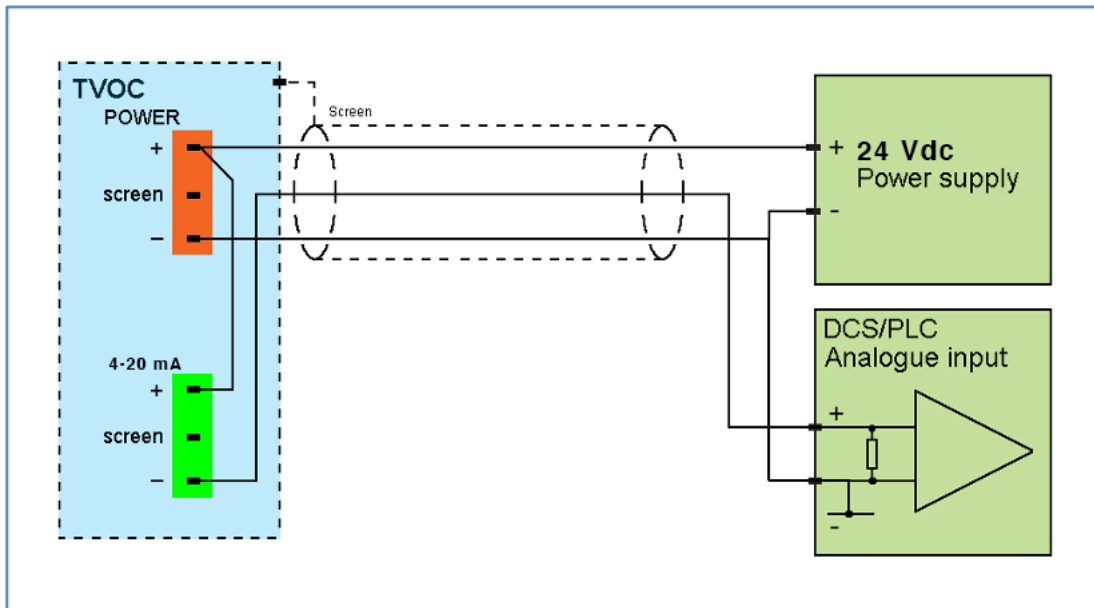 TVOC
POWER
+
screen
−
4-20 mA
+
screen
−
Screen
+ 24 Vdc
Power supply
-
DCS/PLC
Analogue input
+
-